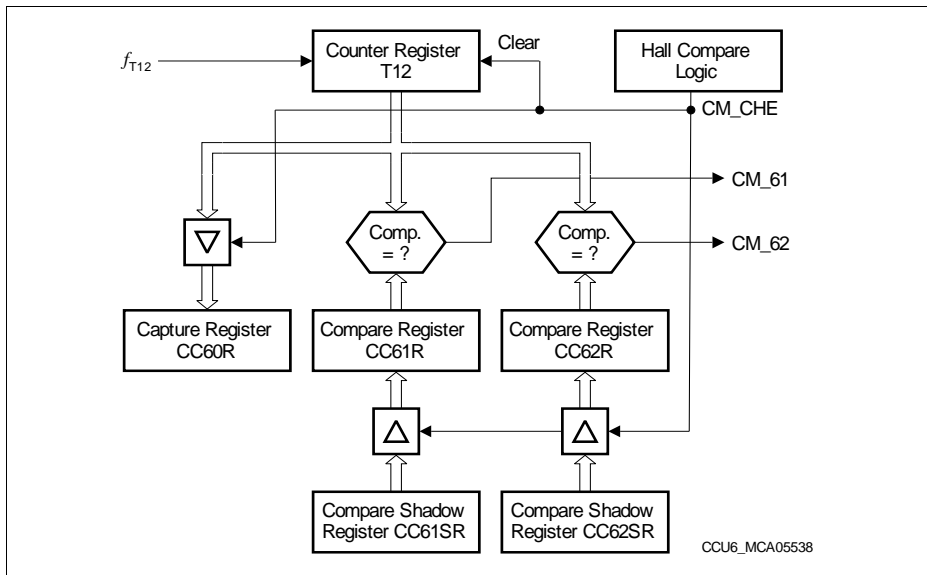 f T12
Counter Register
T12
Clear
Hall Compare
Logic
CM_CHE
CM_61
Comp.
= ?
Comp.
= ?
CM_62
Capture Register
CC60R
Compare Register
CC61R
Compare Register
CC62R
Compare Shadow
Register CC61SR
Compare Shadow
Register CC62SR
CCU6_MCA05538